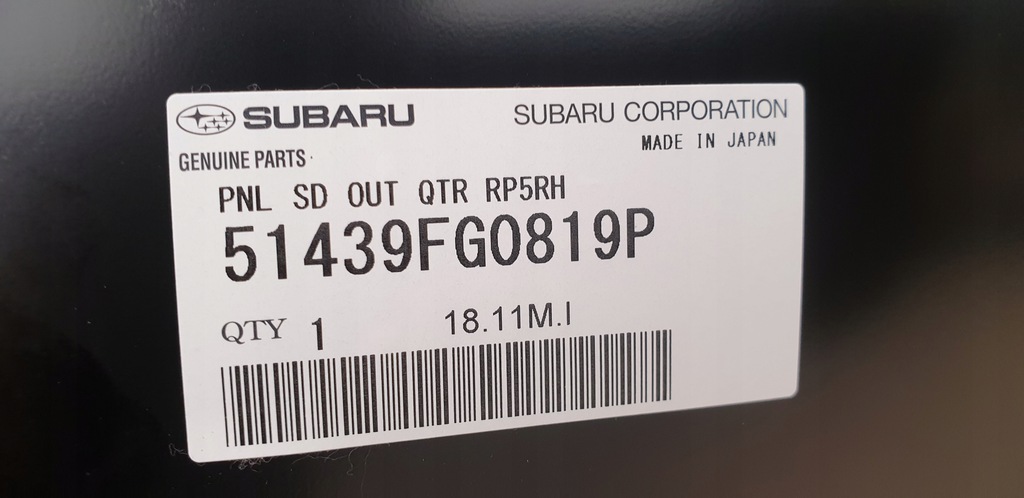 SUBARU
SUBARU CORPORATION
GENUINE PARTS
MADE IN JAPAN
PNL SD OUT QTR RP5RH
51439FG0819P
QTY 1
18.11M.I